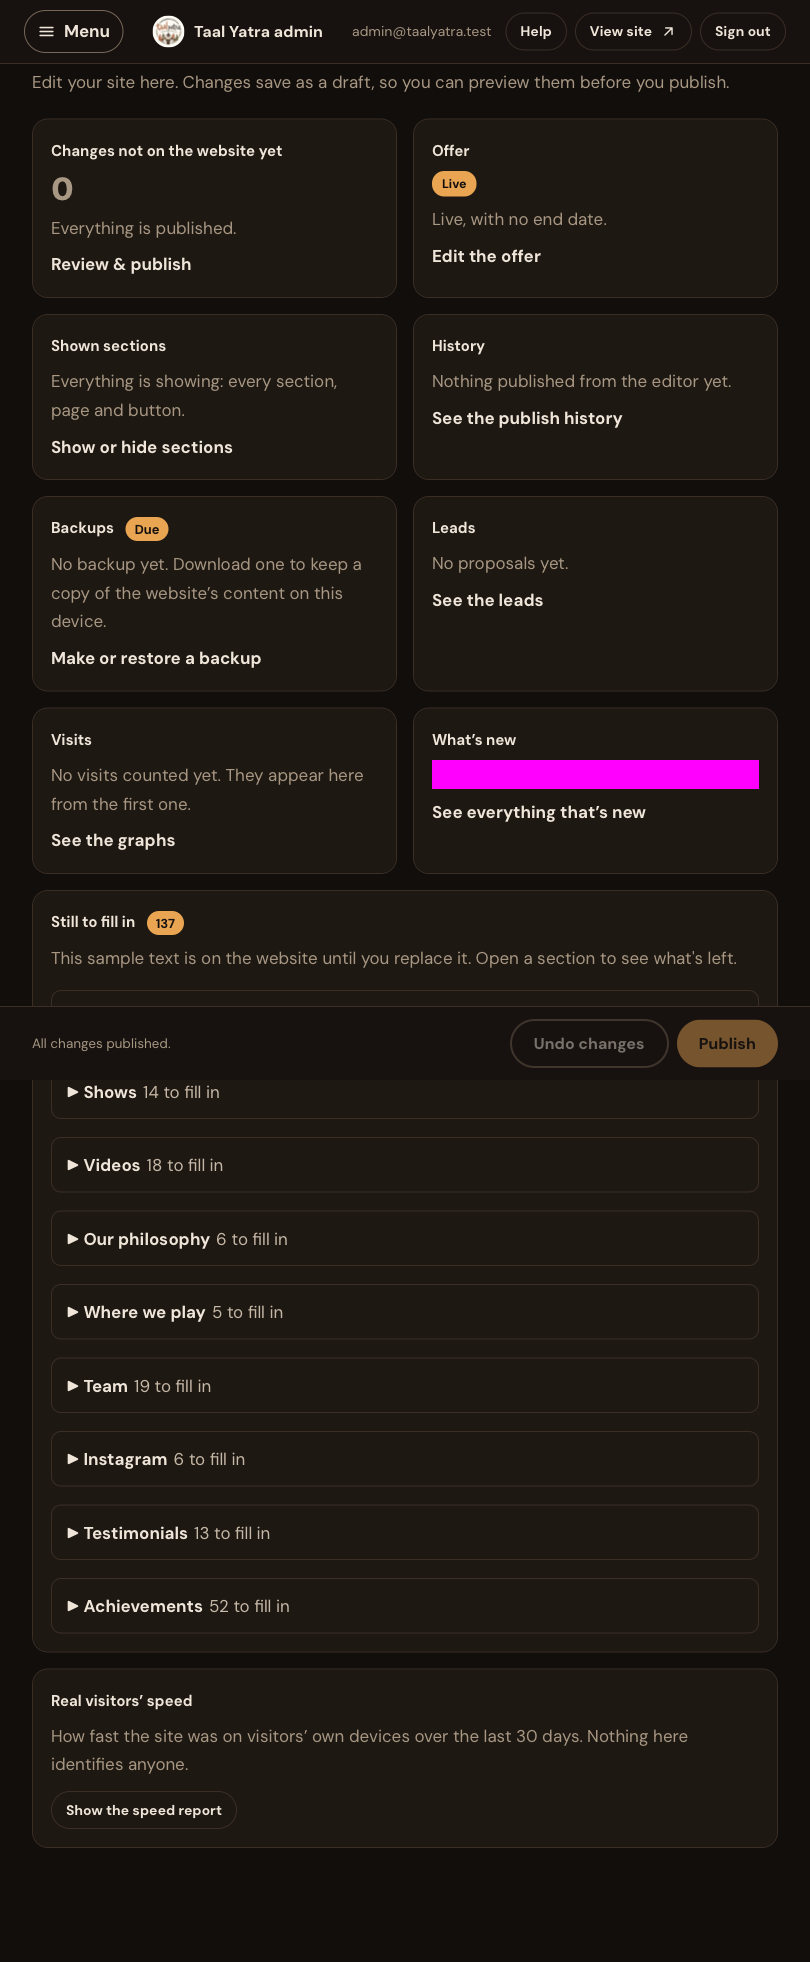 Menu
Taal Yatra admin
admin@taalyatra.test
Help
View site
Sign out
Edit your site here. Changes save as a draft, so you can preview them before you publish.
Changes not on the website yet
0
Everything is published.
Review & publish
Offer
Live
Live, with no end date.
Edit the offer
Shown sections
Everything is showing: every section,
page and button.
Show or hide sections
History
Nothing published from the editor yet.
See the publish history
Backups
Due
No backup yet. Download one to keep a
copy of the website’s content on this
device.
Make or restore a backup
Leads
No proposals yet.
See the leads
Visits
No visits counted yet. They appear here
from the first one.
See the graphs
What’s new
See everything that’s new
Still to fill in
137
This sample text is on the website until you replace it. Open a section to see what's left.
All changes published.
Undo changes
Publish
Shows 14 to fill in
Videos 18 to fill in
Our philosophy 6 to fill in
Where we play 5 to fill in
Team 19 to fill in
Instagram 6 to fill in
Testimonials 13 to fill in
Achievements 52 to fill in
Real visitors’ speed
How fast the site was on visitors’ own devices over the last 30 days. Nothing here
identifies anyone.
Show the speed report